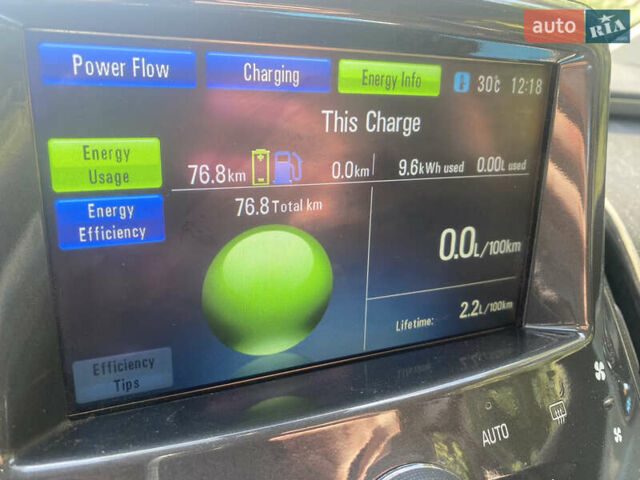 auto RIA
Power Flow Charging Energy Info 30°c 12:18
This Charge
Energy
Usage
76.8km 0.0km 9.6kWh used 0.00L used
Energy
Efficiency
76.8 Total km
0.0L/100km
Lifetime: 2.2L/100km
Efficiency
Tips
AUTO